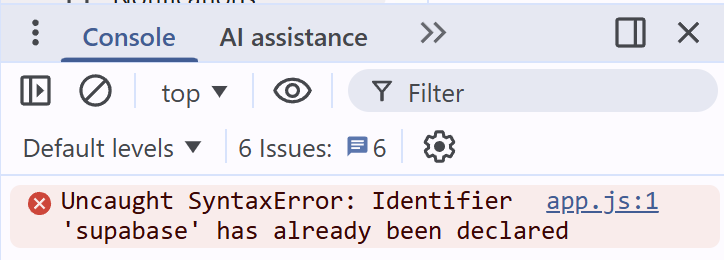 Console AI assistance
top Filter
Default levels 6 Issues: 6
Uncaught SyntaxError: Identifier app.js:1
'supabase' has already been declared